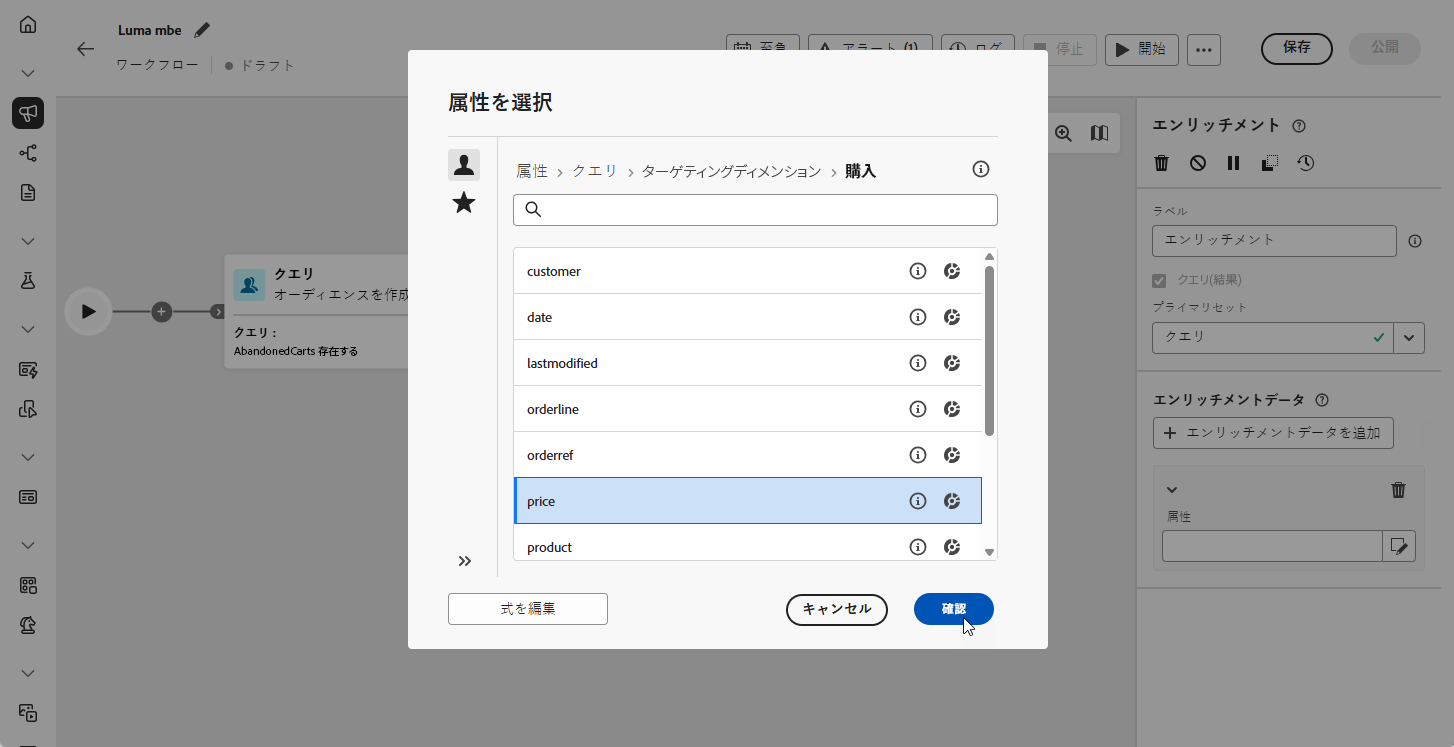 Luma mbe
ワークフロー ドラフト
至急 アラート (1) ログ 停止 開始 保存 公開
属性を選択
属性 > クエリ > ターゲティングディメンション > 購入
customer
date
lastmodified
orderline
orderref
price
product
式を編集 キャンセル 確認
クエリ
オーディエンスを作成
クエリ :
AbandonedCarts 存在する
エンリッチメント
ラベル
エンリッチメント
クエリ(結果)
プライマリセット
クエリ
エンリッチメントデータ
エンリッチメントデータを追加
属性